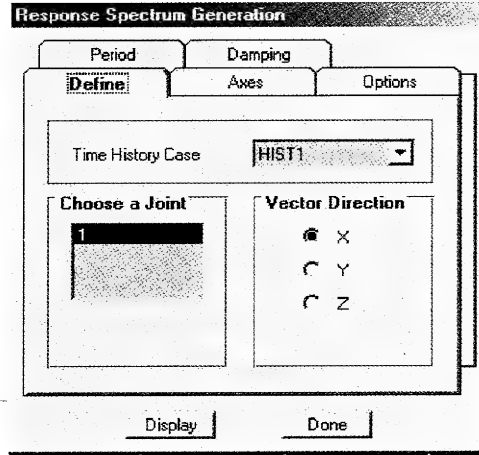 Response Spectrum Generation
Period Damping
Define Axes Options
Time History Case HIST1
Choose a Joint Vector Direction
1 X
Y
Z
Display Done